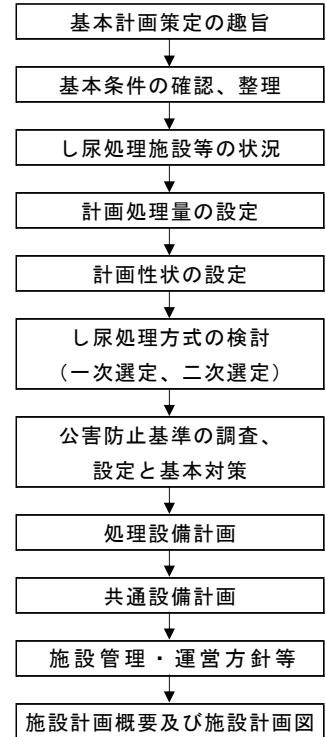 基本計画策定の趣旨
基本条件の確認、整理
し尿処理施設等の状況
計画処理量の設定
計画性状の設定
し尿処理方式の検討
（一次選定、二次選定）
公害防止基準の調査、
設定と基本対策
処理設備計画
共通設備計画
施設管理・運営方針等
施設計画概要及び施設計画図